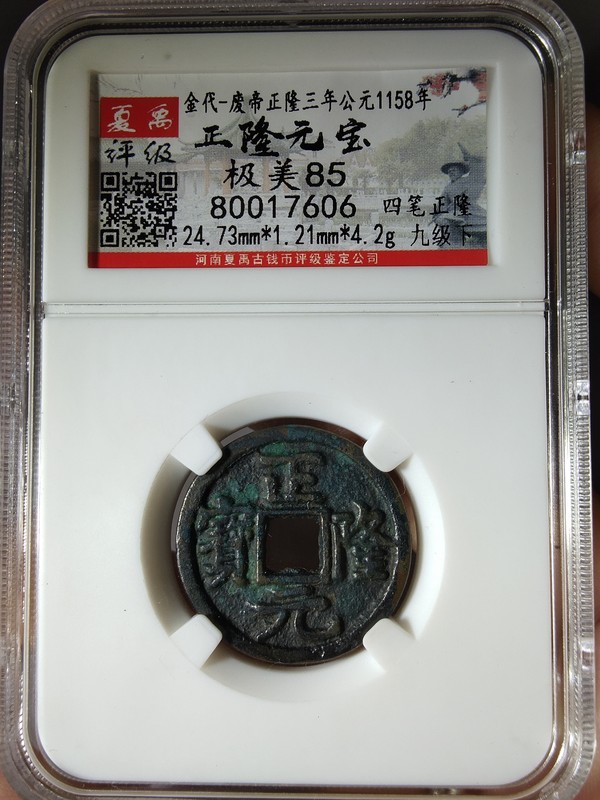 夏禹
评级
金代-废帝正隆三年公元1158年
正隆元宝
极美85
80017606 四笔正隆
24.73mm*1.21mm*4.2g 九级下
河南夏禹古钱币评级鉴定公司
正隆元寳